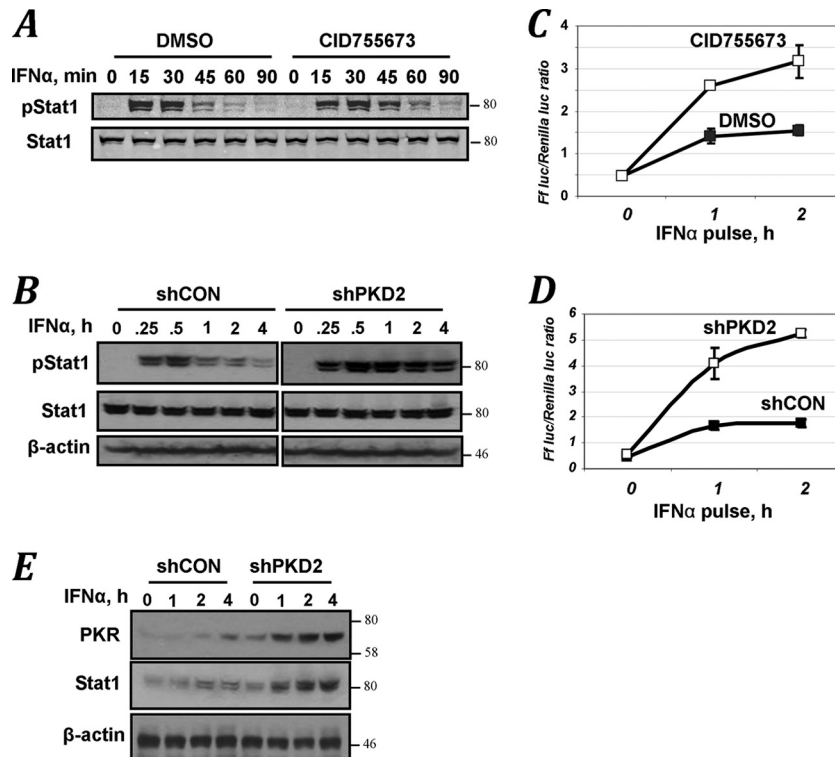 A
DMSO CID755673
IFNα, min 0 15 30 45 60 90 0 15 30 45 60 90
pStat1 80
Stat1 80
B
shCON shPKD2
IFNα, h 0 .25 .5 1 2 4 0 .25 .5 1 2 4
pStat1 80
Stat1 80
β-actin 46
C
Ff luc/Renilla luc ratio
4
3
2
1
0
CID755673
DMSO
0 1 2
IFNα pulse, h
D
Ff luc/Renilla luc ratio
6
5
4
3
2
1
0
shPKD2
shCON
0 1 2
IFNα pulse, h
E
shCON shPKD2
IFNα, h 0 1 2 4 0 1 2 4
PKR 80
58
Stat1 80
β-actin 46